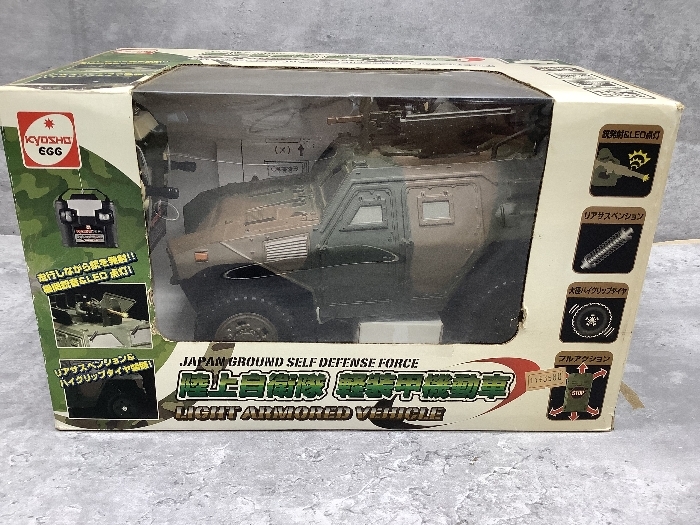 KYOSHO
EGG
走行しながら銃を発射!!
機関銃音&LED点灯!
リアサスペンション&
ハイグリップタイヤ装備!
銃発射&LED点灯
リアサスペンション
大径ハイグリップタイヤ
フルアクション
STOP
JAPAN GROUND SELF DEFENSE FORCE
陸上自衛隊 軽装甲機動車
LIGHT ARMORED VEHICLE